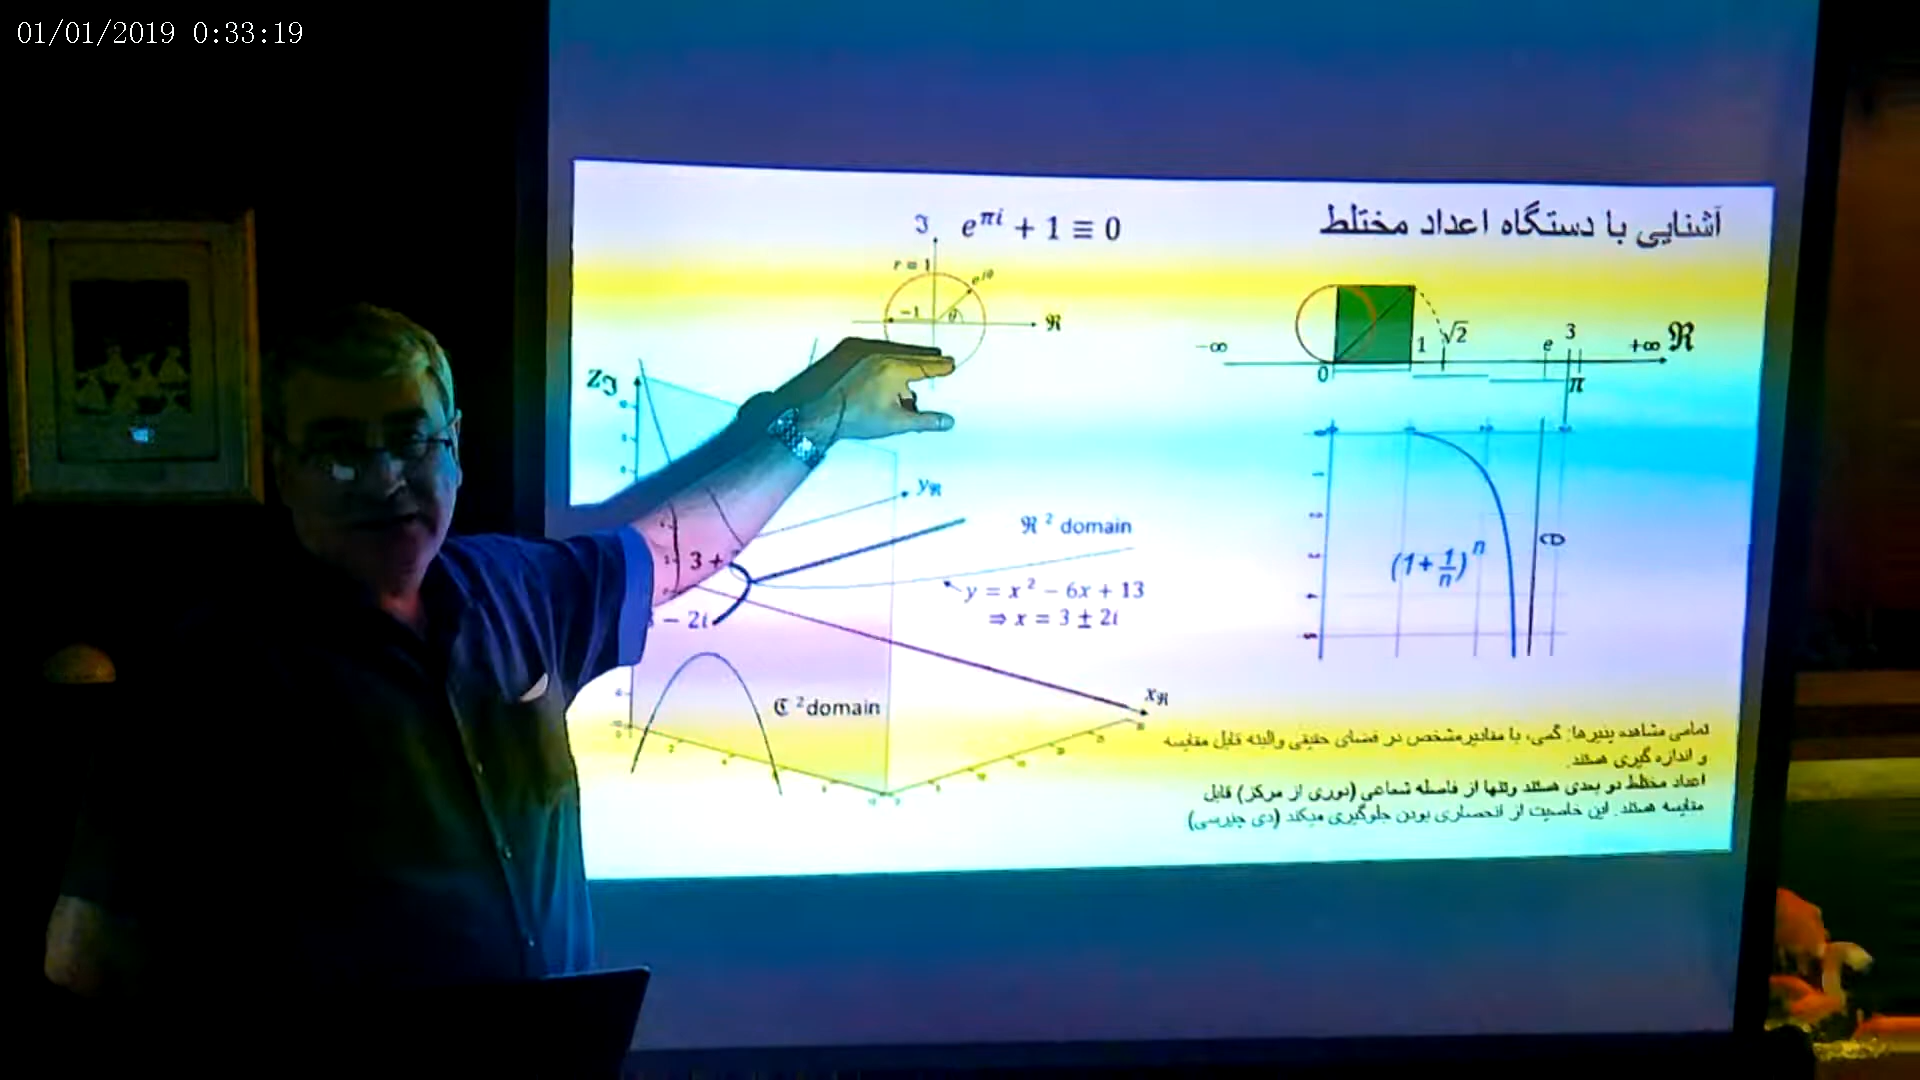 01/01/2019 0:33:19
آشنایی با دستگاه اعداد مختلط
ℑ e^{πi} + 1 ≡ 0
r = 1
e^{iθ}
−1 θ
ℜ
−∞ 0 1 √2 e 3 π +∞ ℜ
Zℑ
yℜ
ℜ² domain
3 +
− 2i
y = x² − 6x + 13
⇒ x = 3 ± 2i
(1+1/n)^n
e
xℜ
ℭ² domain
تمامی مشاهده پذیرها: کمی، با مقادیرمشخص در فضای حقیقی والبته قابل مقایسه
و اندازه گیری هستند.
اعداد مختلط دو بعدی هستند وتنها از فاصله شعاعی (دوری از مرکز) قابل
مقایسه هستند. این خاصیت از انحصاری بودن جلوگیری میکند (دی جنرسی)